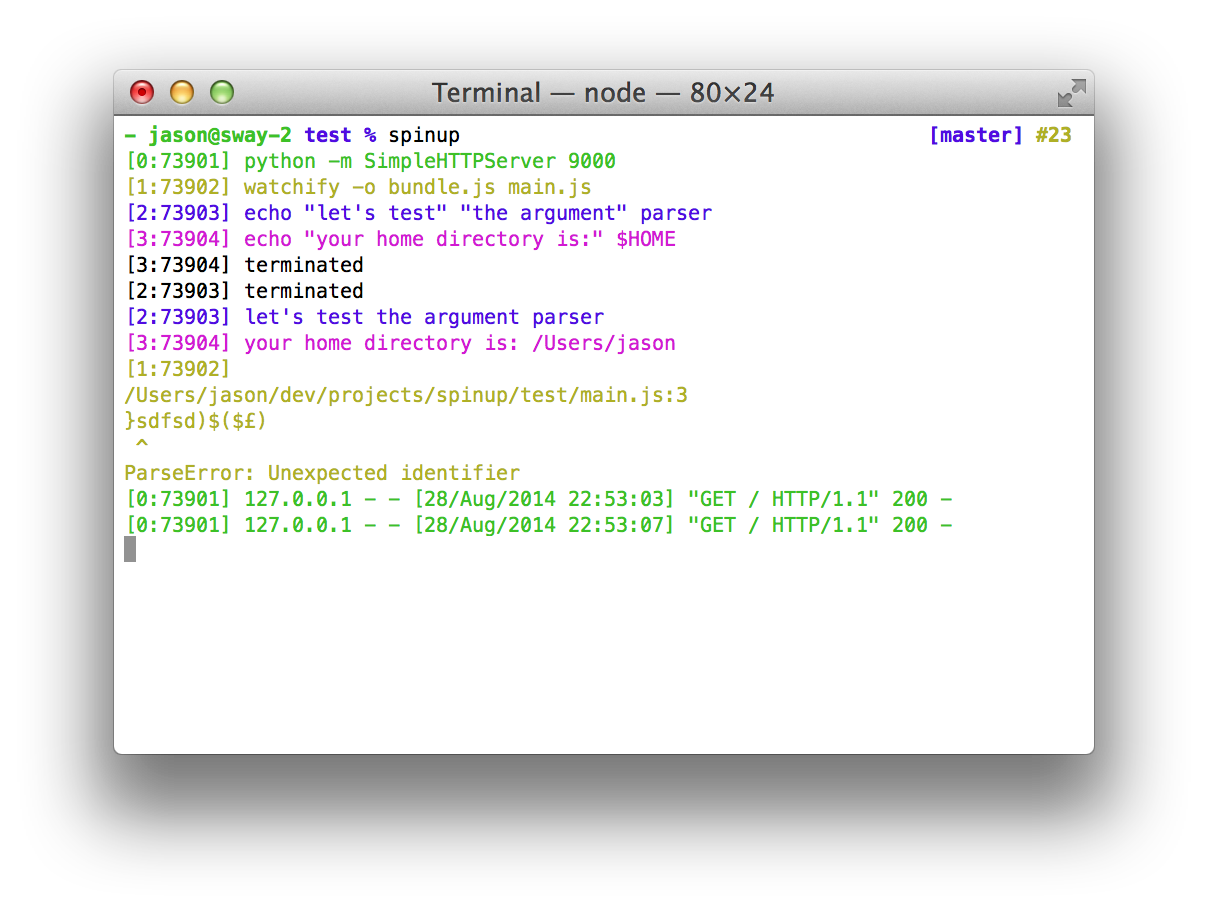 Terminal — node — 80×24
- jason@sway-2 test % spinup [master] #23
[0:73901] python -m SimpleHTTPServer 9000
[1:73902] watchify -o bundle.js main.js
[2:73903] echo "let's test" "the argument" parser
[3:73904] echo "your home directory is:" $HOME
[3:73904] terminated
[2:73903] terminated
[2:73903] let's test the argument parser
[3:73904] your home directory is: /Users/jason
[1:73902]
/Users/jason/dev/projects/spinup/test/main.js:3
}sdfsd)$($£)
 ^
ParseError: Unexpected identifier
[0:73901] 127.0.0.1 - - [28/Aug/2014 22:53:03] "GET / HTTP/1.1" 200 -
[0:73901] 127.0.0.1 - - [28/Aug/2014 22:53:07] "GET / HTTP/1.1" 200 -